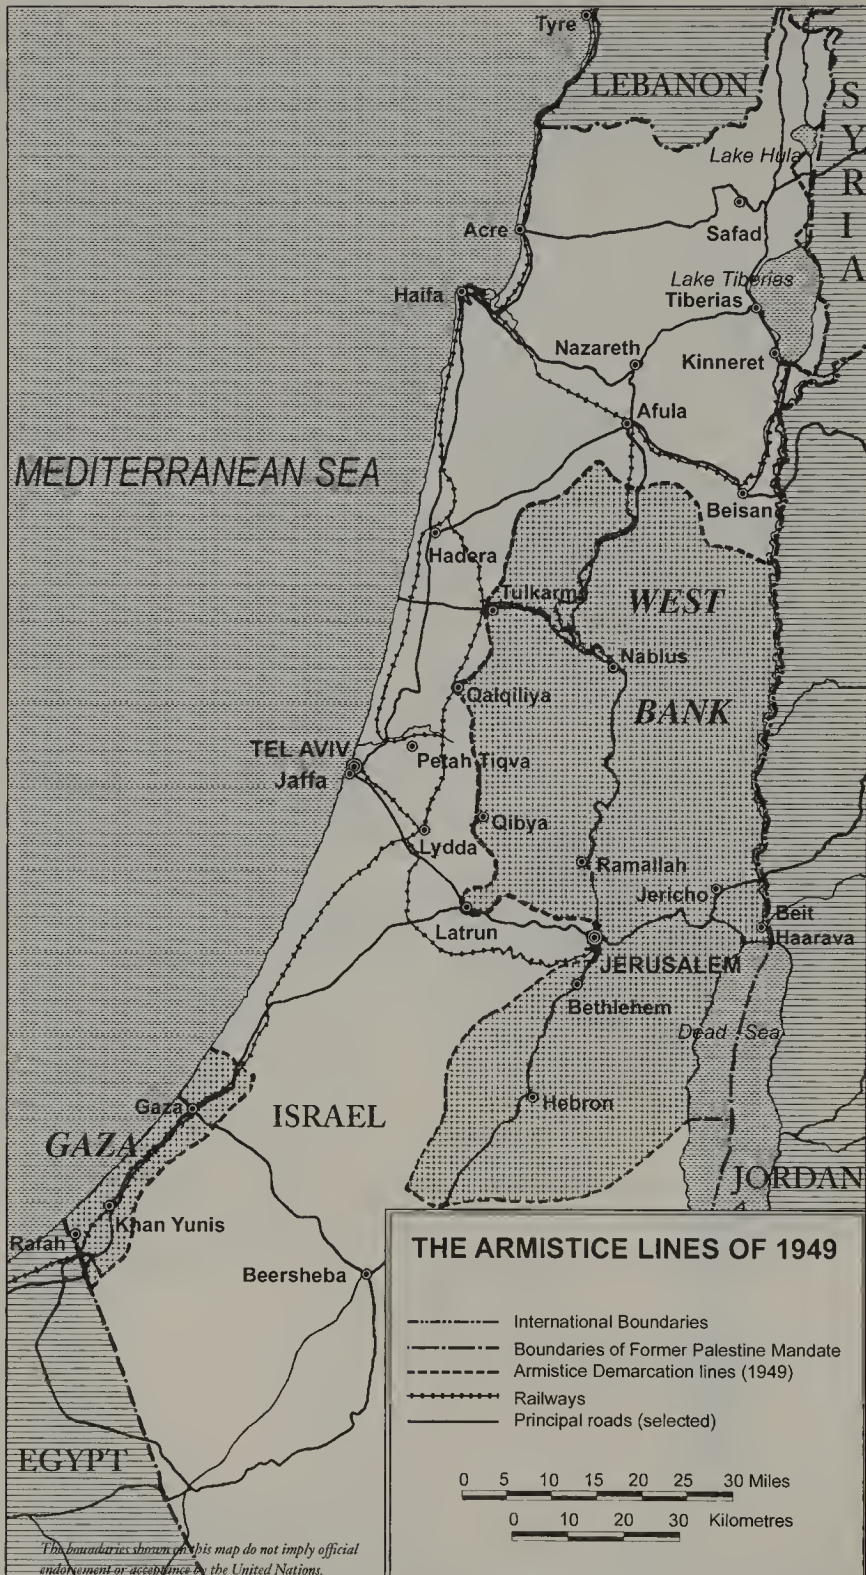 Tyre
LEBANON
SYRIA
Lake Hula
Acre
Safad
Lake Tiberias
Haifa
Tiberias
Nazareth
Kinneret
Afula
MEDITERRANEAN SEA
Beisan
Hadera
Tulkarm
WEST
Nablus
Qalqiliya
BANK
TEL AVIV
Petah Tiqva
Jaffa
Qibya
Lydda
Ramallah
Jericho
Beit
Haarava
Latrun
JERUSALEM
Bethlehem
Dead Sea
Hebron
Gaza
ISRAEL
GAZA
JORDAN
Khan Yunis
Rafah
Beersheba
EGYPT
THE ARMISTICE LINES OF 1949
International Boundaries
Boundaries of Former Palestine Mandate
Armistice Demarcation lines (1949)
Railways
Principal roads (selected)
0 5 10 15 20 25 30 Miles
0 10 20 30 Kilometres
The boundaries shown on this map do not imply official
endorsement or acceptance by the United Nations.